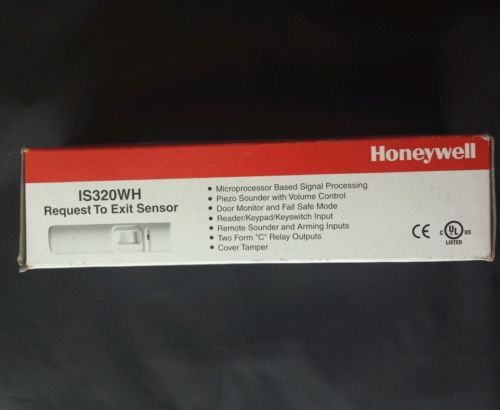 Honeywell
IS320WH
Request To Exit Sensor
• Microprocessor Based Signal Processing
• Piezo Sounder with Volume Control
• Door Monitor and Fail Safe Mode
• Reader/Keypad/Keyswitch Input
• Remote Sounder and Arming Inputs
• Two Form "C" Relay Outputs
• Cover Tamper
CE C UL US
LISTED